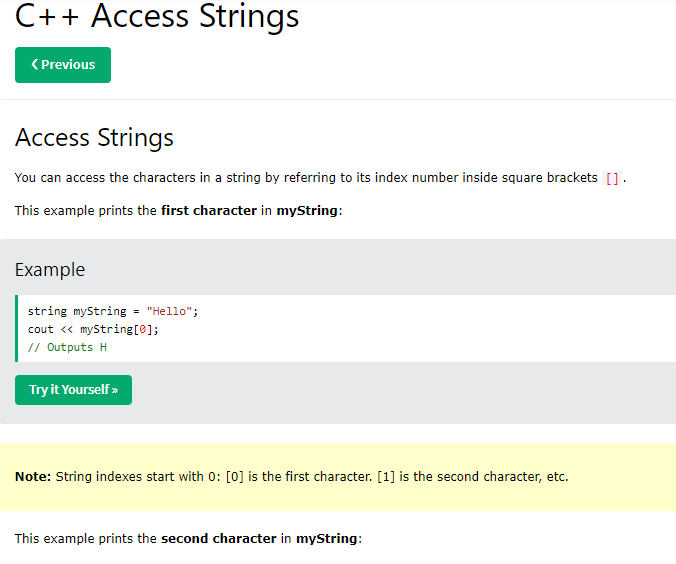 C++ Access Strings
❮ Previous
Access Strings
You can access the characters in a string by referring to its index number inside square brackets [].
This example prints the first character in myString:
Example
string myString = "Hello";
cout << myString[0];
// Outputs H
Try it Yourself »
Note: String indexes start with 0: [0] is the first character. [1] is the second character, etc.
This example prints the second character in myString: